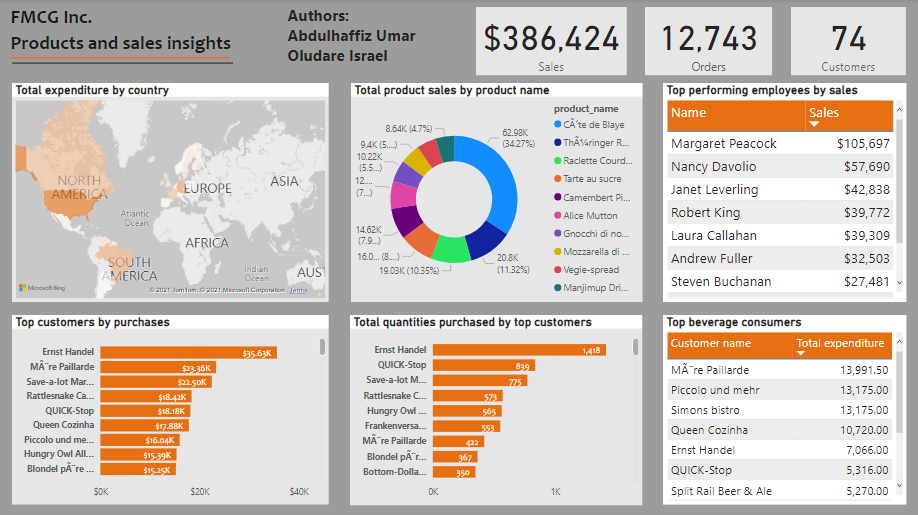 FMCG Inc.
Products and sales insights
Authors:
Abdulhaffiz Umar
Oludare Israel
$386,424
Sales
12,743
Orders
74
Customers
Total expenditure by country
NORTH
AMERICA
EUROPE
ASIA
Atlantic
Ocean
AFRICA
SOUTH
AMERICA
Indian
Ocean
AUS
Microsoft Bing
© 2021 TomTom, © 2021 Microsoft Corporation Terms
Total product sales by product name
8.64K (4.7%)
9.4K (5....)
10.22K
(5.5...)
12....
(7...)
14.62K
(7.9...)
16.0... (8....)
19.03K (10.35%)
20.8K
(11.32%)
62.98K
(34.27%)
product_name
CÃ´te de Blaye
ThÃ¼ringer R...
Raclette Courd...
Tarte au sucre
Camembert Pi...
Alice Mutton
Gnocchi di no...
Mozzarella di ...
Vegie-spread
Manjimup Dri...
Top performing employees by sales
Name Sales
Margaret Peacock $105,697
Nancy Davolio $57,690
Janet Leverling $42,838
Robert King $39,772
Laura Callahan $39,309
Andrew Fuller $32,503
Steven Buchanan $27,481
Top customers by purchases
Ernst Handel $35.63K
MÃ¨re Paillarde $23.36K
Save-a-lot Mar... $22.50K
Rattlesnake Ca... $18.42K
QUICK-Stop $18.18K
Queen Cozinha $17.88K
Piccolo und me... $16.04K
Hungry Owl All... $15.39K
Blondel pÃ¨re ... $15.25K
$0K $20K $40K
Total quantities purchased by top customers
Ernst Handel 1,418
QUICK-Stop 839
Save-a-lot M... 775
Rattlesnake C... 573
Hungry Owl ... 565
Frankenversa... 553
MÃ¨re Paillarde 422
Blondel pÃ¨r... 367
Bottom-Dolla... 350
0K 1K
Top beverage consumers
Customer name Total expenditure
MÃ¨re Paillarde 13,991.50
Piccolo und mehr 13,175.00
Simons bistro 13,175.00
Queen Cozinha 10,720.00
Ernst Handel 7,066.00
QUICK-Stop 5,316.00
Split Rail Beer & Ale 5,270.00